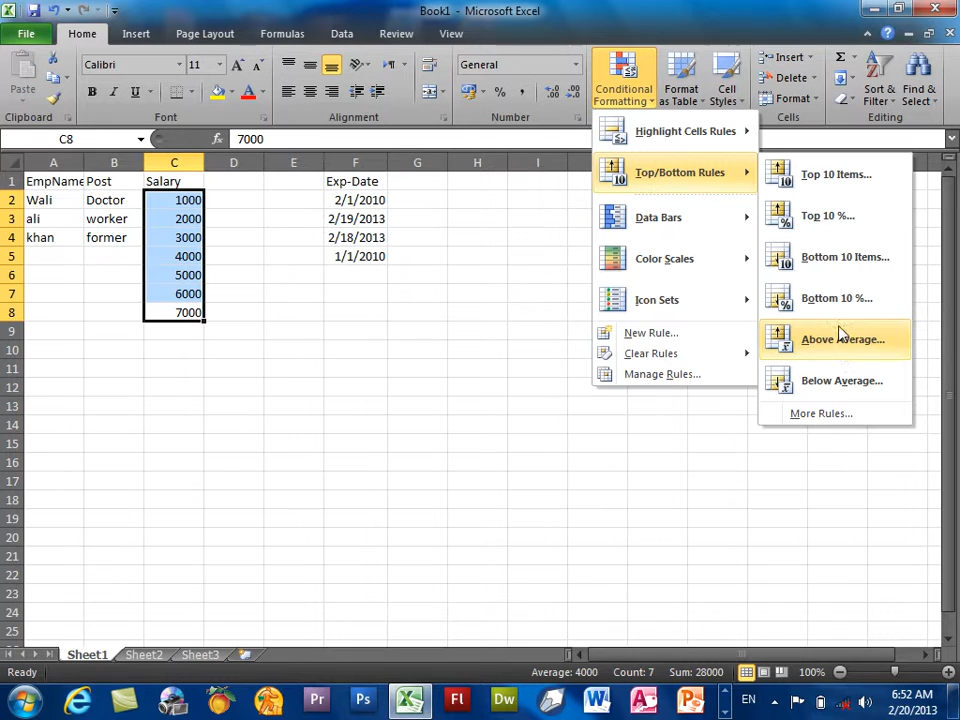 Book1 - Microsoft Excel
File Home Insert Page Layout Formulas Data Review View
Paste
Clipboard
Calibri 11
B I U
Font
Alignment
General
Number
Conditional Formatting
Format as Table
Cell Styles
Insert
Delete
Format
Cells
Sort & Filter
Find & Select
Editing
C8 fx 7000
A B C D E F G H I
1 EmpName Post Salary Exp-Date
2 Wali Doctor 1000 2/1/2010
3 ali worker 2000 2/19/2013
4 khan former 3000 2/18/2013
5 4000 1/1/2010
6 5000
7 6000
8 7000
9
10
11
12
13
14
15
16
17
18
19
20
21
22
23
24
25
Highlight Cells Rules
Top/Bottom Rules
Data Bars
Color Scales
Icon Sets
New Rule...
Clear Rules
Manage Rules...
Top 10 Items...
Top 10 %...
Bottom 10 Items...
Bottom 10 %...
Above Average...
Below Average...
More Rules...
Sheet1 Sheet2 Sheet3
Ready Average: 4000 Count: 7 Sum: 28000 100%
Pr Ps Fl Dw EN 6:52 AM
2/20/2013